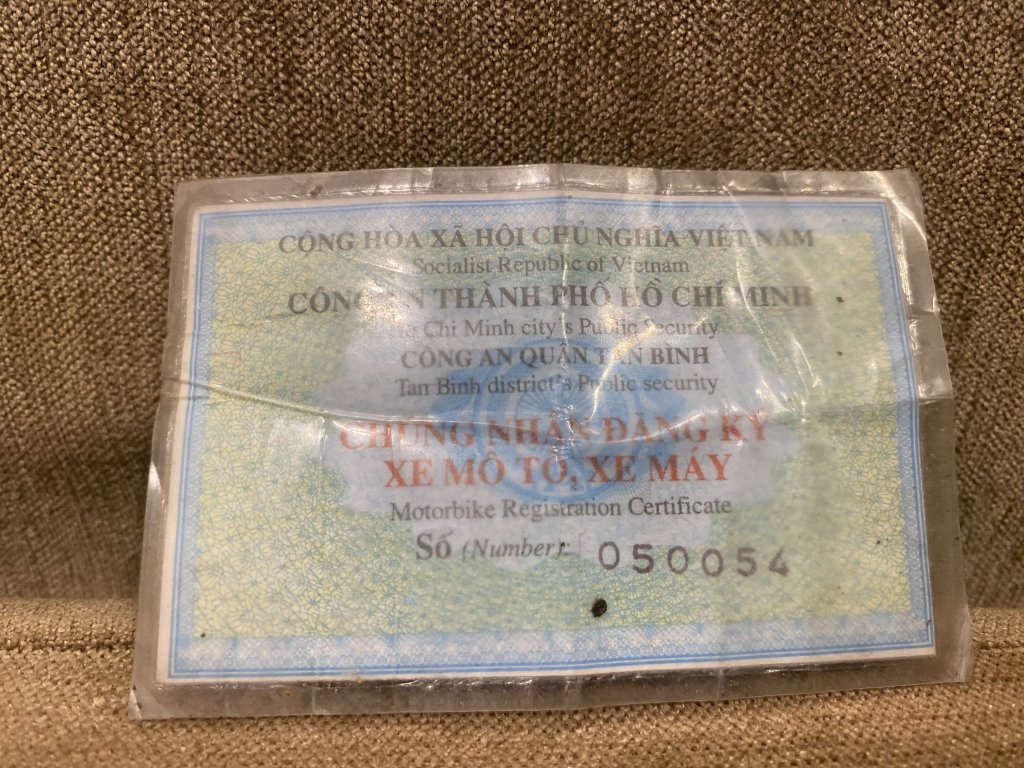 CỘNG HÒA XÃ HỘI CHỦ NGHĨA VIỆT NAM
Socialist Republic of Vietnam
CÔNG AN THÀNH PHỐ HỒ CHÍ MINH
Chi Minh city's Public Security
CÔNG AN QUẬN TÂN BÌNH
Tan Binh district's Public security
CHỨNG NHẬN ĐĂNG KÝ
XE MÔ TÔ, XE MÁY
Motorbike Registration Certificate
Số (Number): 050054